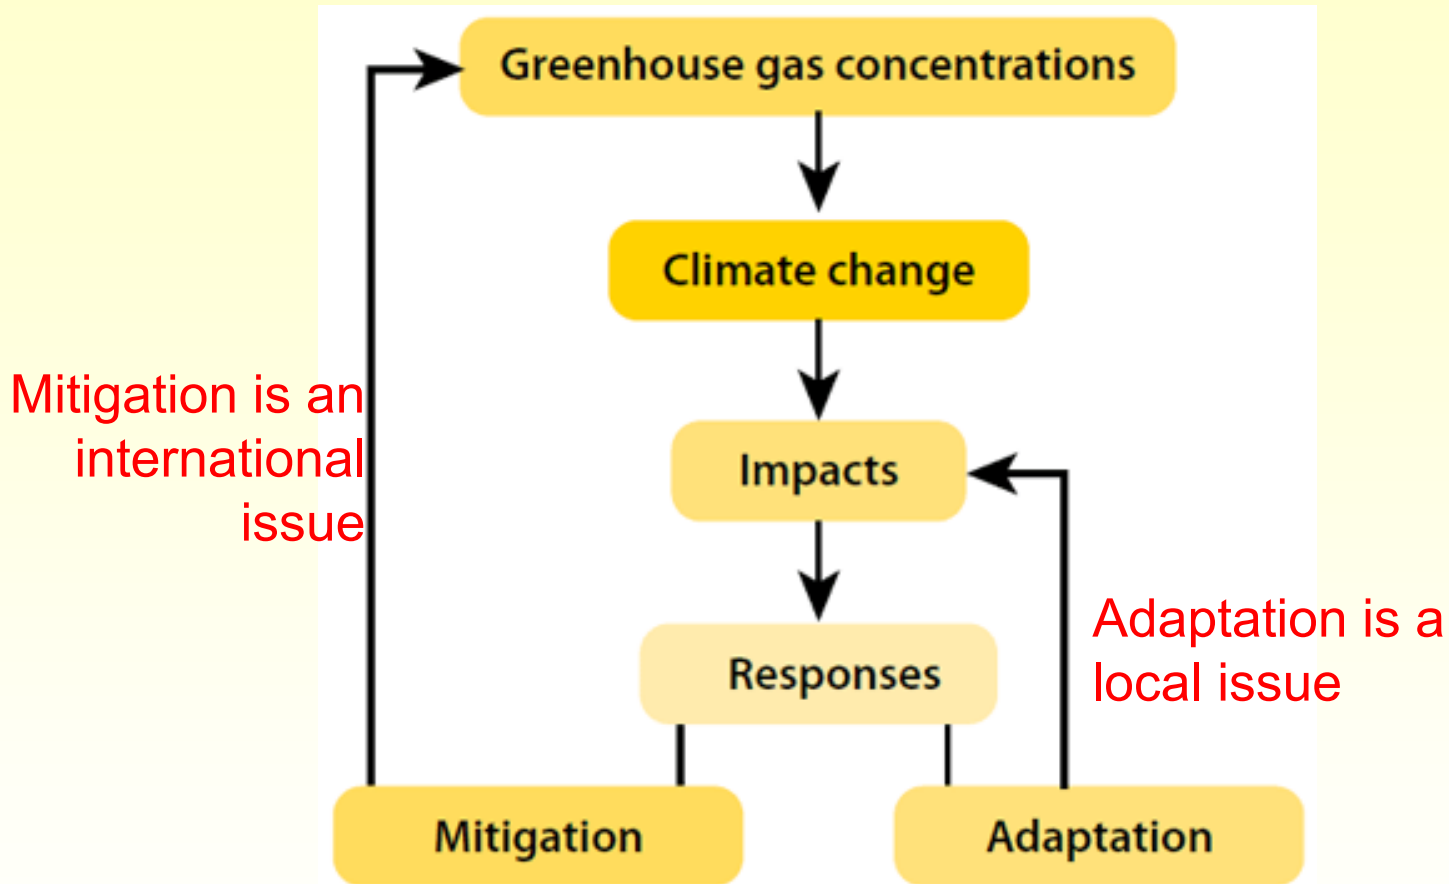 Greenhouse gas concentrations
Climate change
Mitigation is an
international
issue
Impacts
Adaptation is a
local issue
Responses
Mitigation
Adaptation